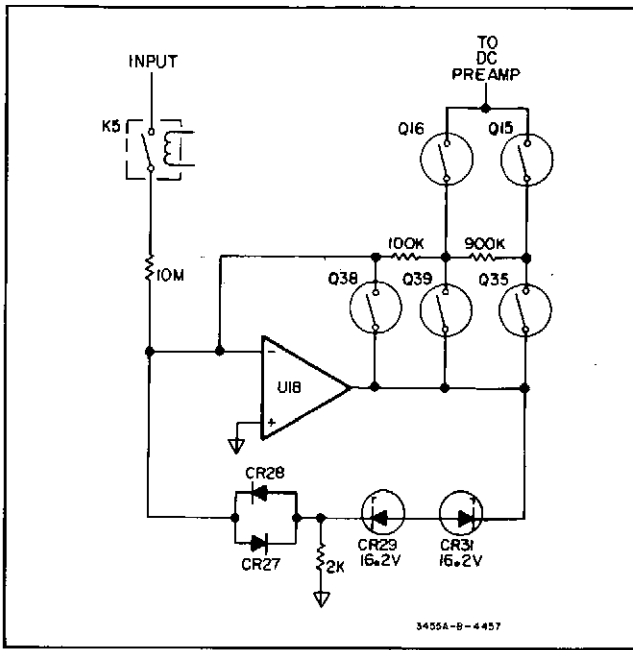 TO
DC
PREAMP
INPUT
K5
Q16
Q15
10M
100K
900K
Q38
Q39
Q35
-
U18
+
CR28
CR27
2K
CR29
16.2V
CR31
16.2V
3455A-B-4457